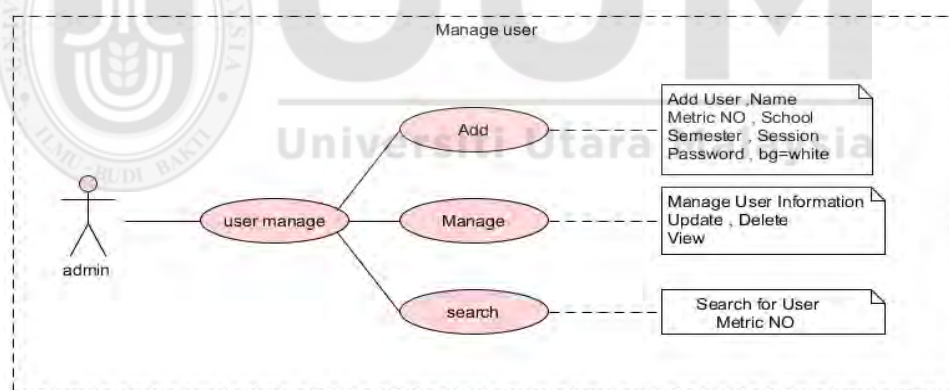 UUM
Manage user
Universiti Utara Malaysia
Add
Add User ,Name
Metric NO , School
Semester , Session
Password , bg=white
user manage
Manage
Manage User Information
Update , Delete
View
admin
search
Search for User
Metric NO